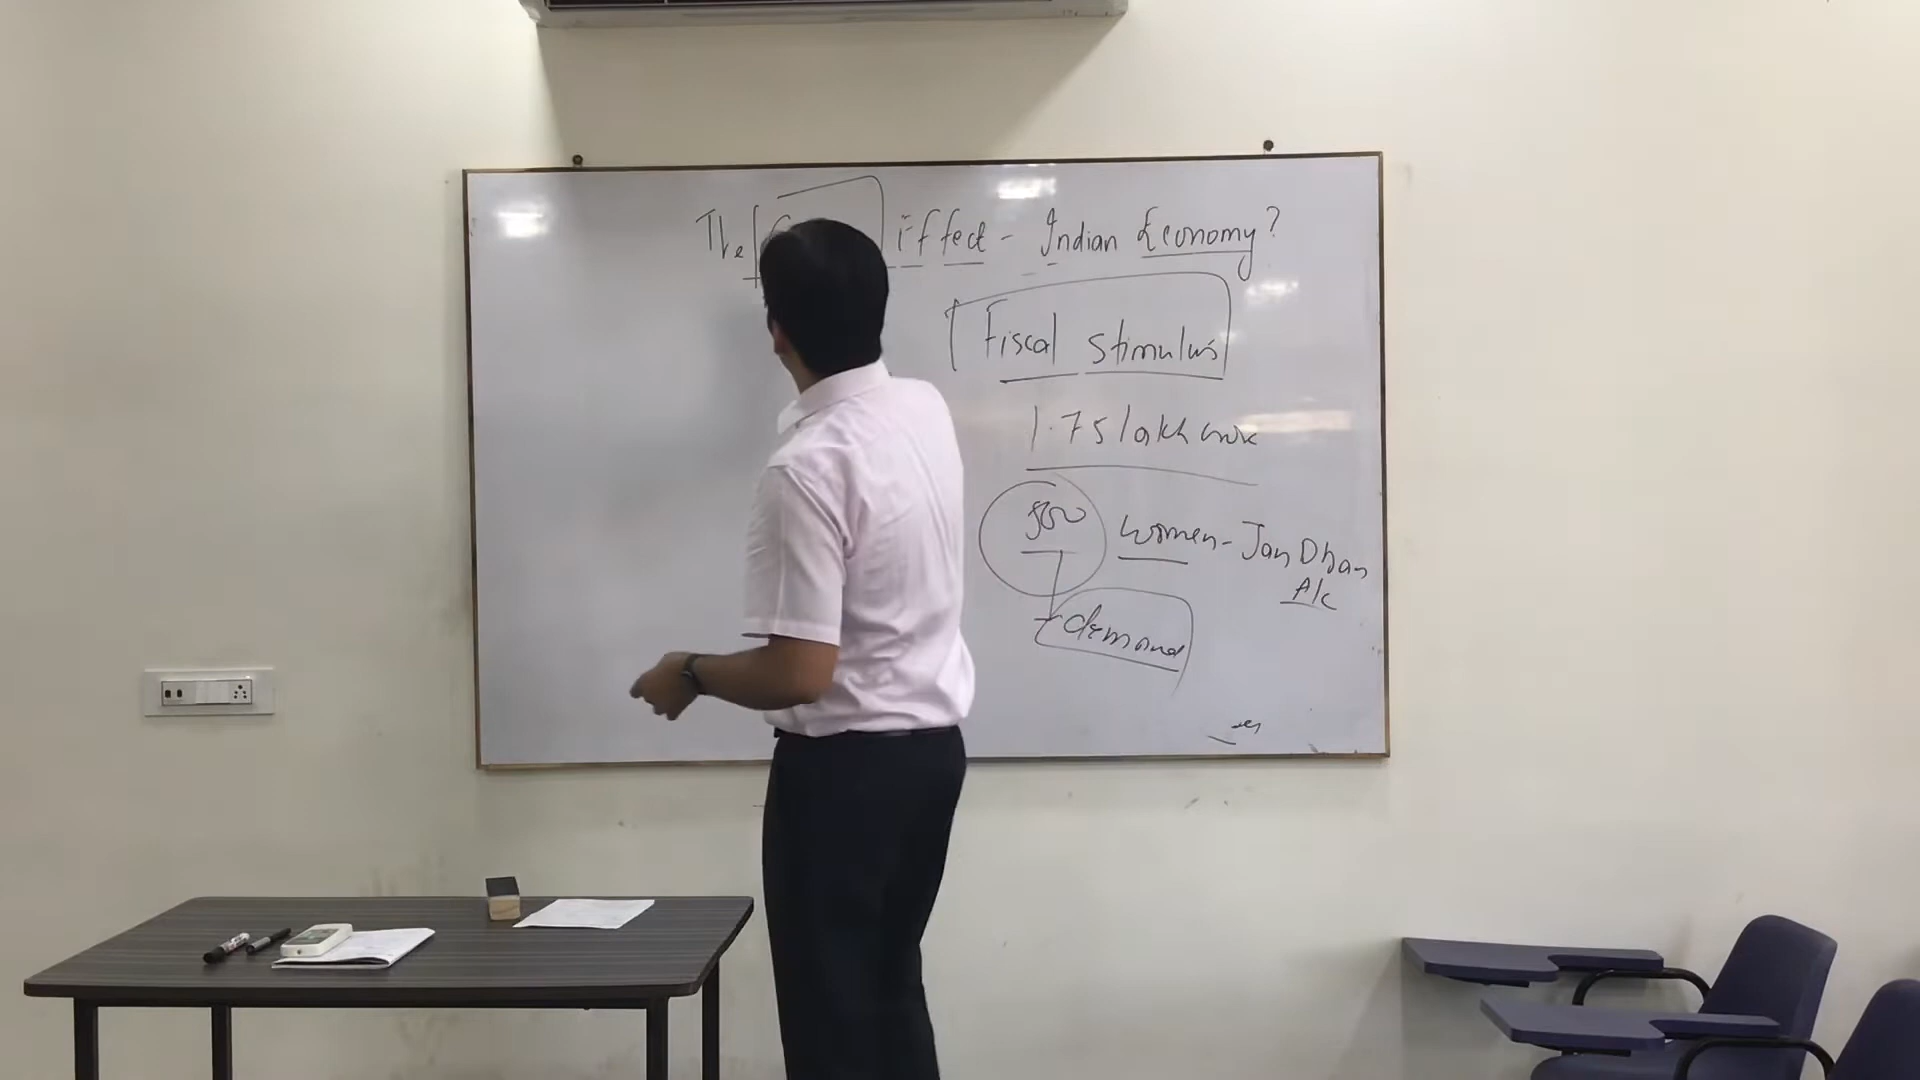 The Effect - Indian Economy?
Fiscal Stimulus
1.75 lakh crore
500 women - Jan Dhan
A/c
demand